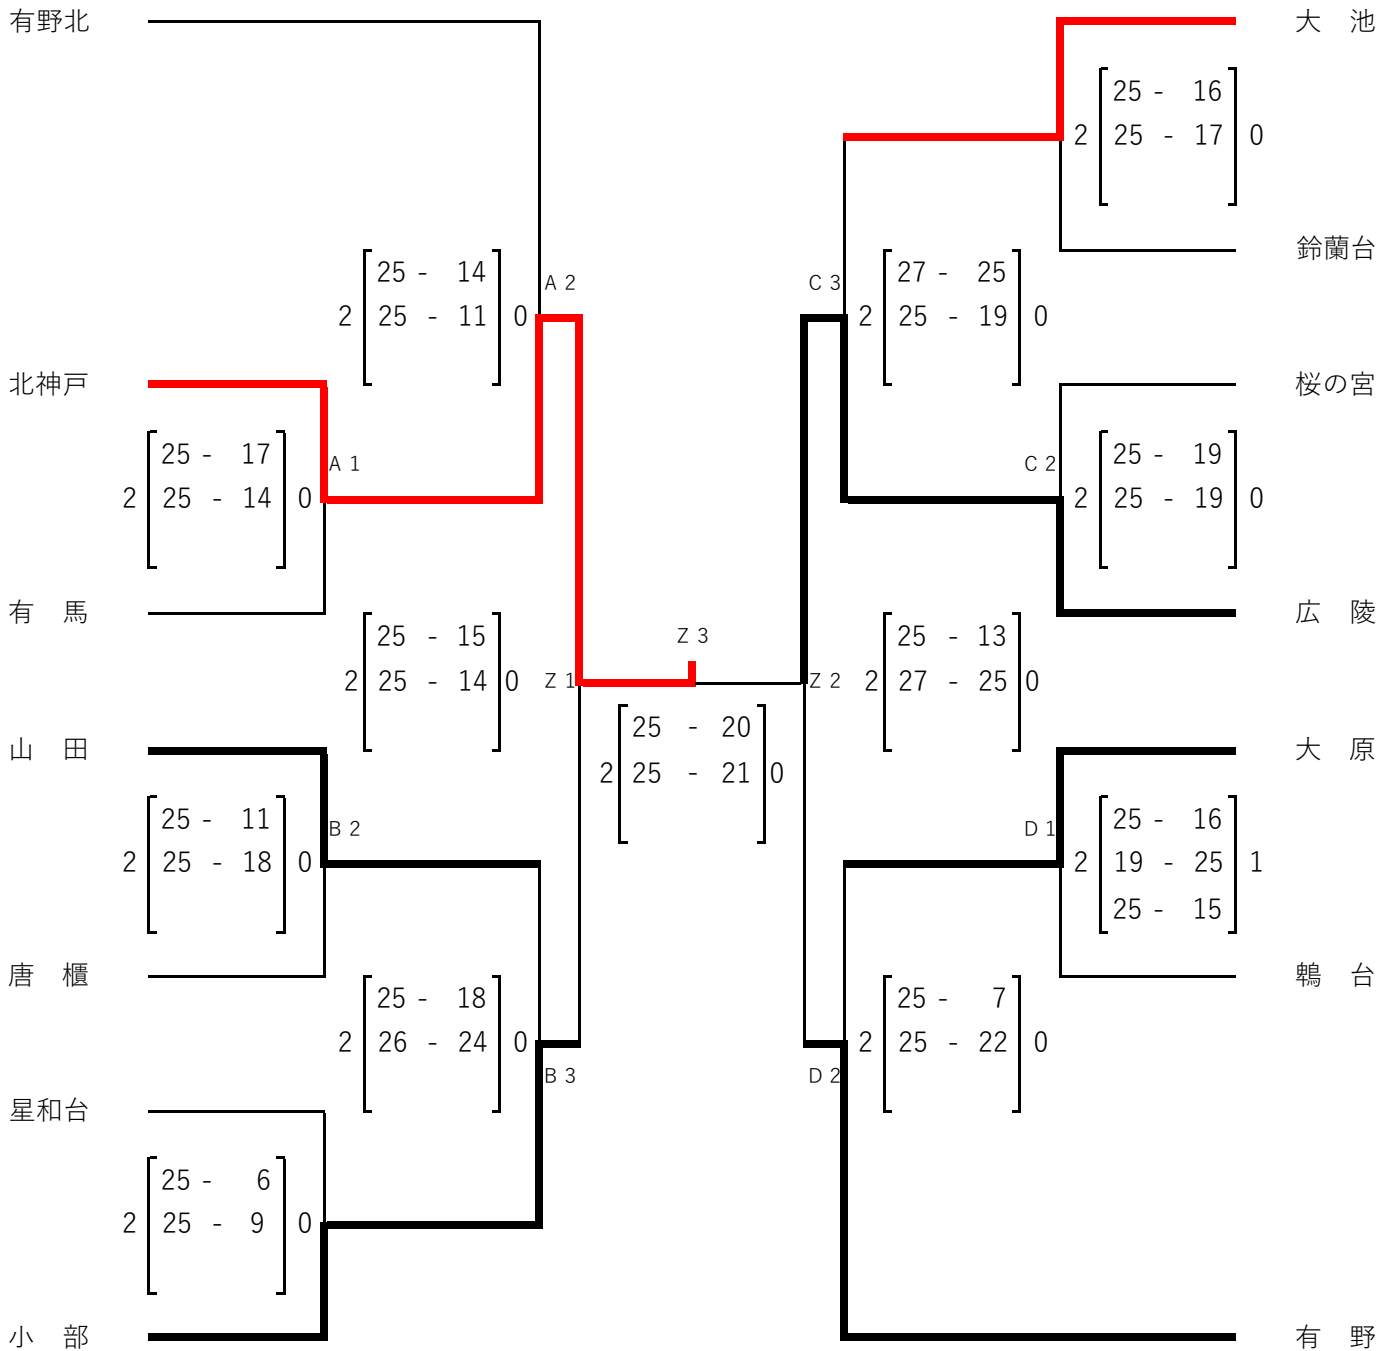 有野北
大　池
25 - 16
2 25 - 17 0
鈴蘭台
25 - 14
A 2
2 25 - 11 0
C 3
27 - 25
2 25 - 19 0
北神戸
桜の宮
25 - 17
A 1
2 25 - 14 0
C 2
25 - 19
2 25 - 19 0
有　馬
広　陵
25 - 15
2 25 - 14 0
Z 1
Z 3
Z 2
25 - 13
2 27 - 25 0
25 - 20
2 25 - 21 0
山　田
大　原
25 - 11
B 2
2 25 - 18 0
D 1
25 - 16
2 19 - 25 1
25 - 15
唐　櫃
鵯　台
25 - 18
2 26 - 24 0
B 3
25 - 7
2 25 - 22 0
D 2
星和台
25 - 6
2 25 - 9 0
小　部
有　野